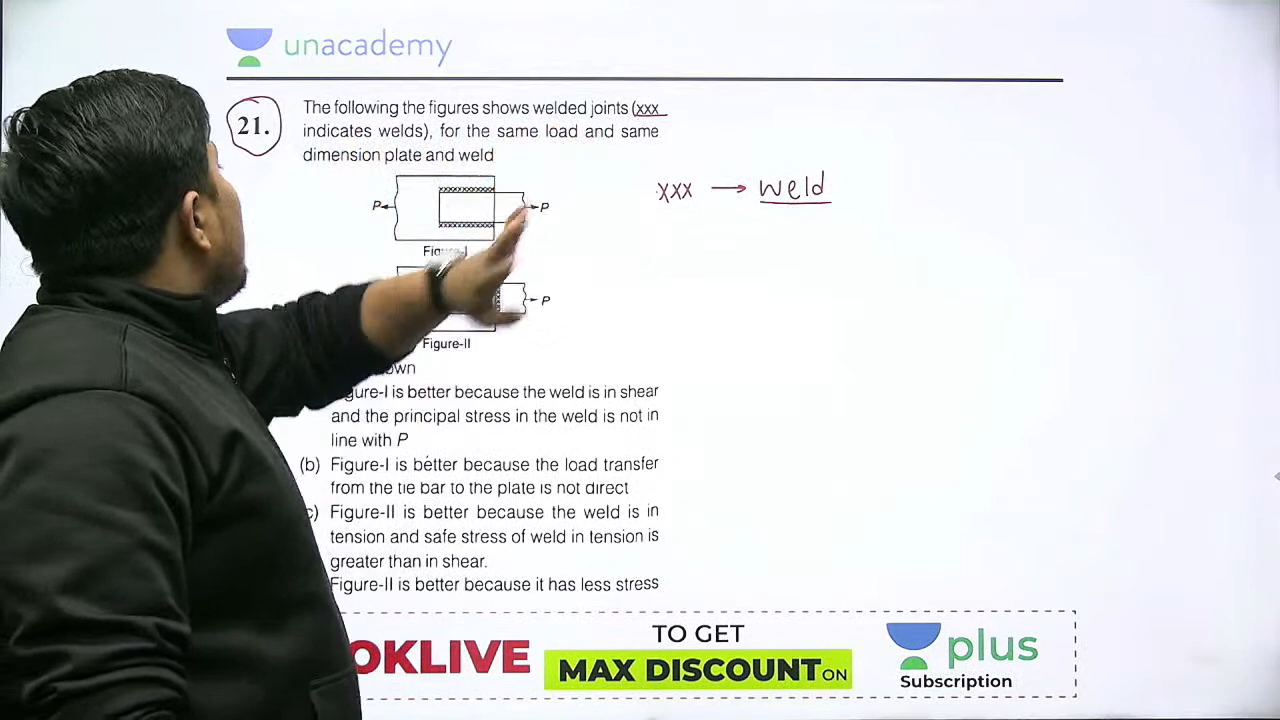 unacademy
21.
The following the figures shows welded joints (xxx
indicates welds), for the same load and same
dimension plate and weld
xxx → weld
P P
P
Figure-II
Figure-I is better because the weld is in shear
and the principal stress in the weld is not in
line with P
(b) Figure-I is better because the load transfer
from the tie bar to the plate is not direct
Figure-II is better because the weld is in
tension and safe stress of weld in tension is
greater than in shear.
Figure-II is better because it has less stress
TO GET
MAX DISCOUNT ON
plus
Subscription